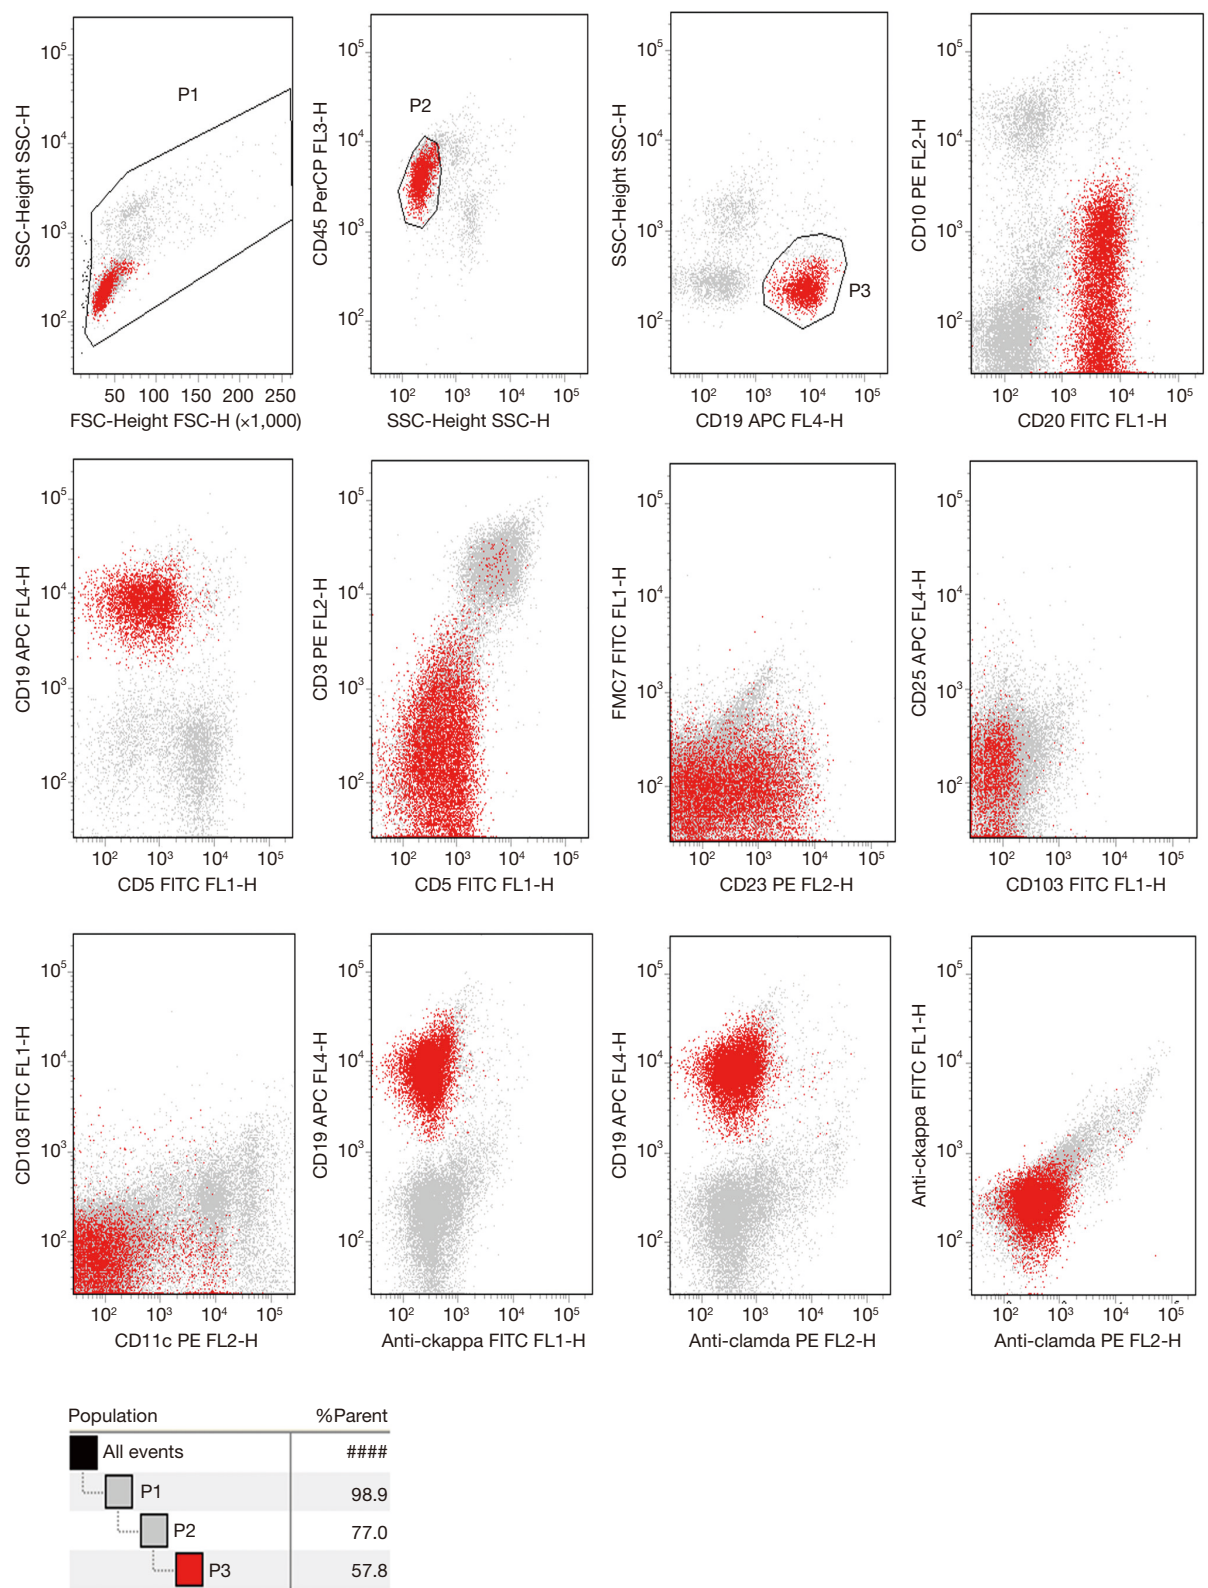 P1
10⁵
10⁴
10³
10²
SSC-Height SSC-H
50 100 150 200 250
FSC-Height FSC-H (×1,000)
P2
10⁵
10⁴
10³
10²
CD45 PerCP FL3-H
10² 10³ 10⁴ 10⁵
SSC-Height SSC-H
P3
10⁵
10⁴
10³
10²
SSC-Height SSC-H
10² 10³ 10⁴ 10⁵
CD19 APC FL4-H
10⁵
10⁴
10³
10²
CD10 PE FL2-H
10² 10³ 10⁴ 10⁵
CD20 FITC FL1-H
10⁵
10⁴
10³
10²
CD19 APC FL4-H
10² 10³ 10⁴ 10⁵
CD5 FITC FL1-H
10⁵
10⁴
10³
10²
CD3 PE FL2-H
10² 10³ 10⁴ 10⁵
CD5 FITC FL1-H
10⁵
10⁴
10³
10²
FMC7 FITC FL1-H
10² 10³ 10⁴ 10⁵
CD23 PE FL2-H
10⁵
10⁴
10³
10²
CD25 APC FL4-H
10² 10³ 10⁴ 10⁵
CD103 FITC FL1-H
10⁵
10⁴
10³
10²
CD103 FITC FL1-H
10² 10³ 10⁴ 10⁵
CD11c PE FL2-H
10⁵
10⁴
10³
10²
CD19 APC FL4-H
10² 10³ 10⁴ 10⁵
Anti-ckappa FITC FL1-H
10⁵
10⁴
10³
10²
CD19 APC FL4-H
10² 10³ 10⁴ 10⁵
Anti-clamda PE FL2-H
10⁵
10⁴
10³
10²
Anti-ckappa FITC FL1-H
10² 10³ 10⁴ 10⁵
Anti-clamda PE FL2-H
Population %Parent
All events ####
P1 98.9
P2 77.0
P3 57.8